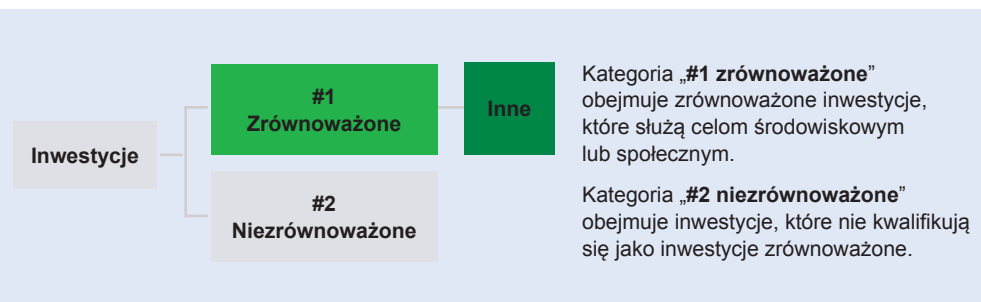 Inwestycje
#1
Zrównoważone
Inne
#2
Niezrównoważone
Kategoria „#1 zrównoważone”
obejmuje zrównoważone inwestycje,
które służą celom środowiskowym
lub społecznym.
Kategoria „#2 niezrównoważone”
obejmuje inwestycje, które nie kwalifikują
się jako inwestycje zrównoważone.